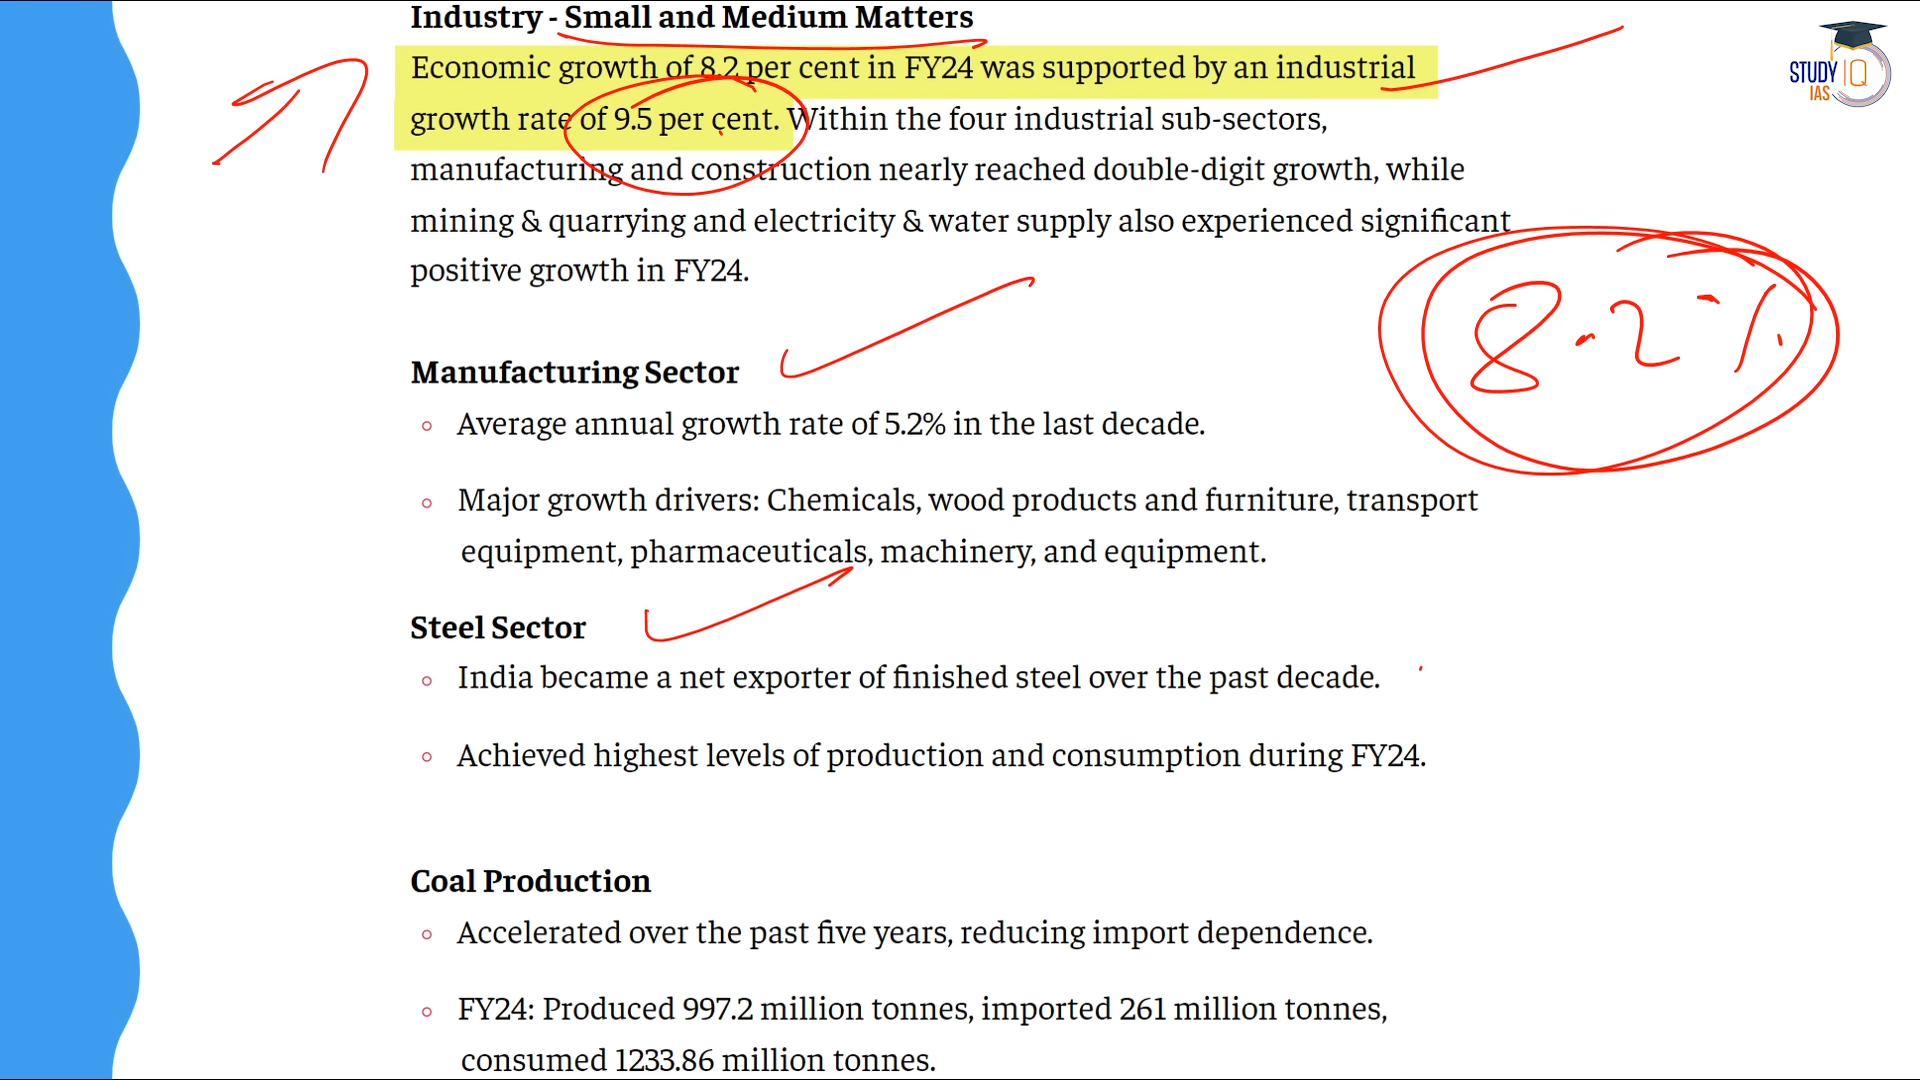 Industry - Small and Medium Matters
Economic growth of 8.2 per cent in FY24 was supported by an industrial
growth rate of 9.5 per cent. Within the four industrial sub-sectors,
manufacturing and construction nearly reached double-digit growth, while
mining & quarrying and electricity & water supply also experienced significant
positive growth in FY24.
8.2%
Manufacturing Sector
Average annual growth rate of 5.2% in the last decade.
Major growth drivers: Chemicals, wood products and furniture, transport
equipment, pharmaceuticals, machinery, and equipment.
Steel Sector
India became a net exporter of finished steel over the past decade.
Achieved highest levels of production and consumption during FY24.
Coal Production
Accelerated over the past five years, reducing import dependence.
FY24: Produced 997.2 million tonnes, imported 261 million tonnes,
consumed 1233.86 million tonnes.
STUDY IQ
IAS